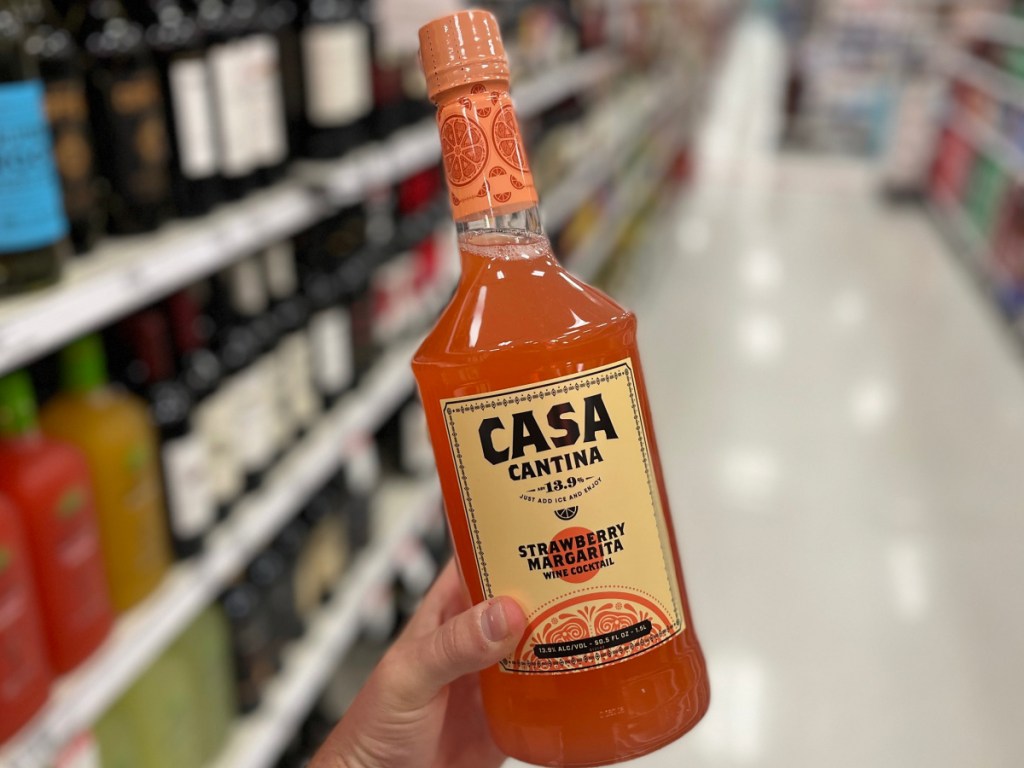 CASA
CANTINA
13.9%
JUST ADD ICE AND ENJOY
STRAWBERRY
MARGARITA
WINE COCKTAIL
13.9% ALC/VOL - 50.5 FL OZ - 1.5L